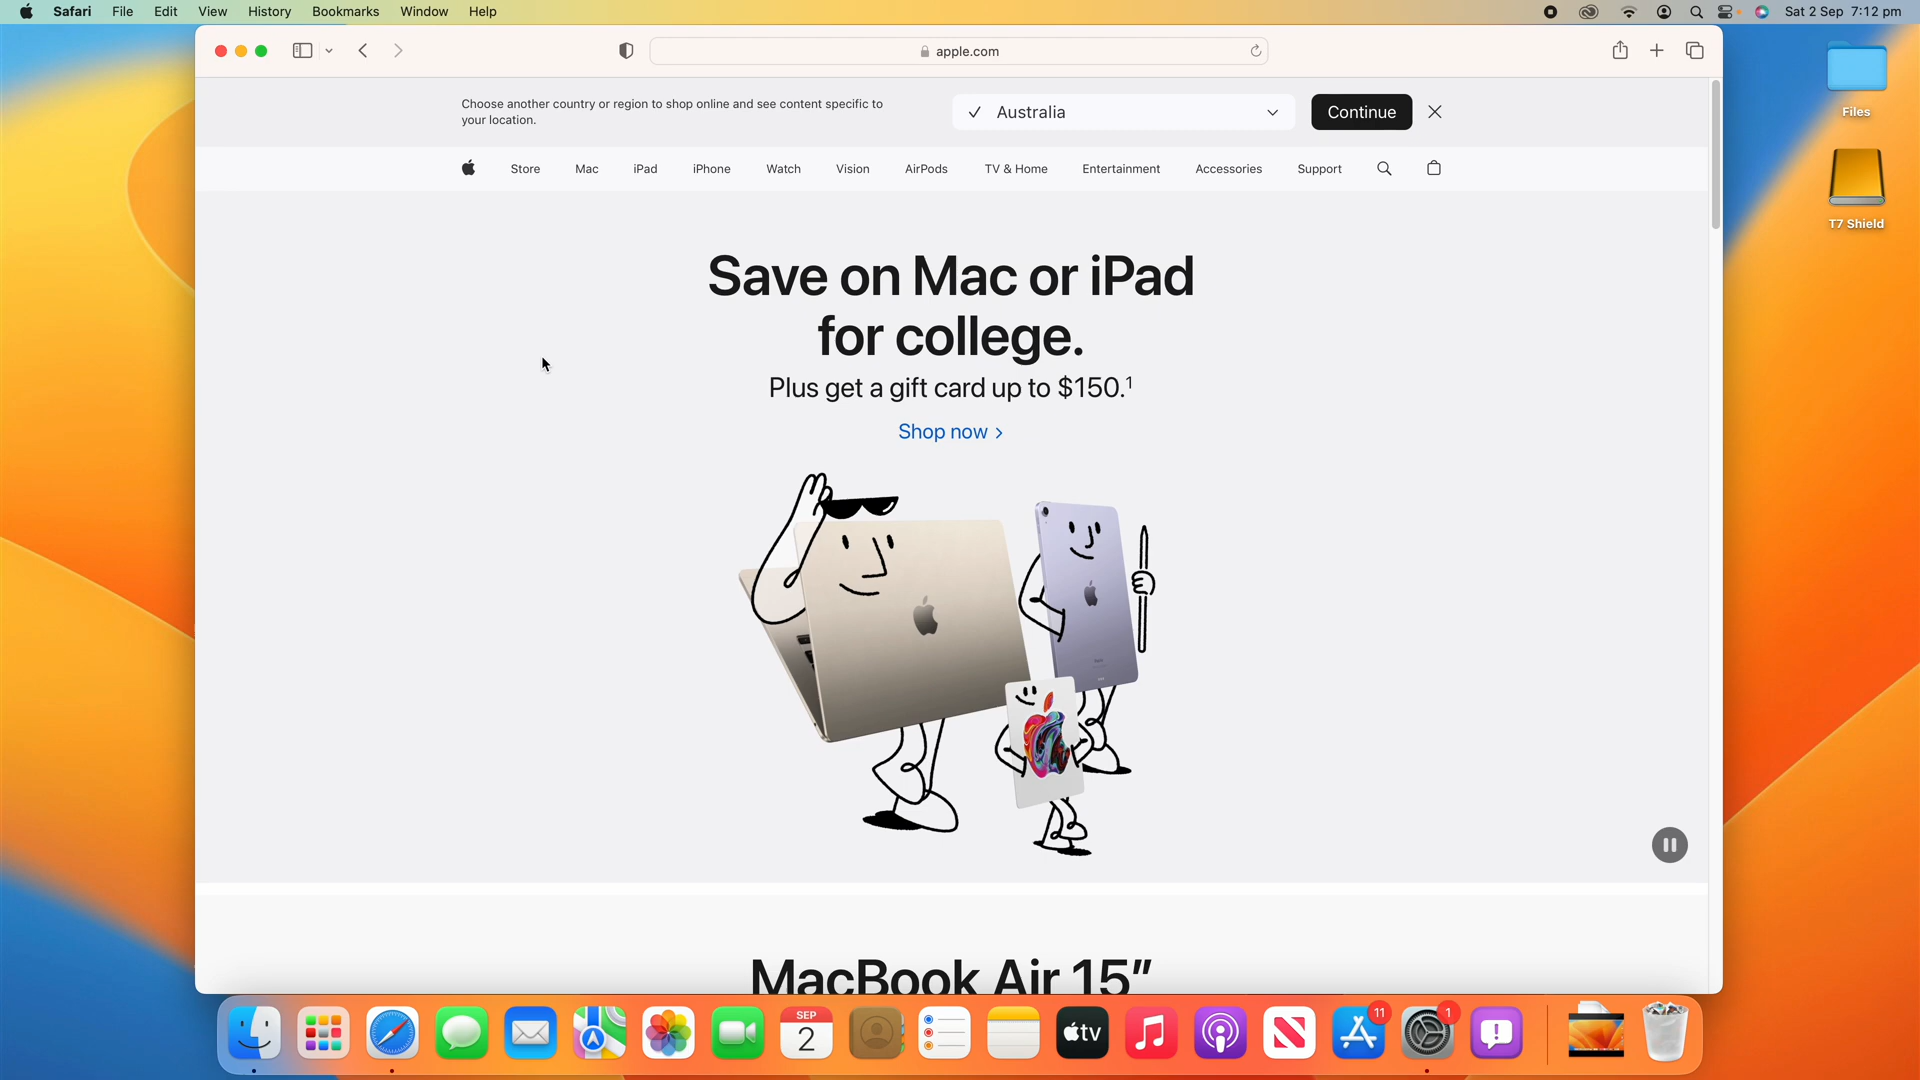 Safari File Edit View History Bookmarks Window Help
Sat 2 Sep 7:12 pm
apple.com
Choose another country or region to shop online and see content specific to
your location.
Australia
Continue
Store Mac iPad iPhone Watch Vision AirPods TV & Home Entertainment Accessories Support
Save on Mac or iPad
for college.
Plus get a gift card up to $150.¹
Shop now >
MacBook Air 15”
Files
T7 Shield
SEP
2
tv
11
1